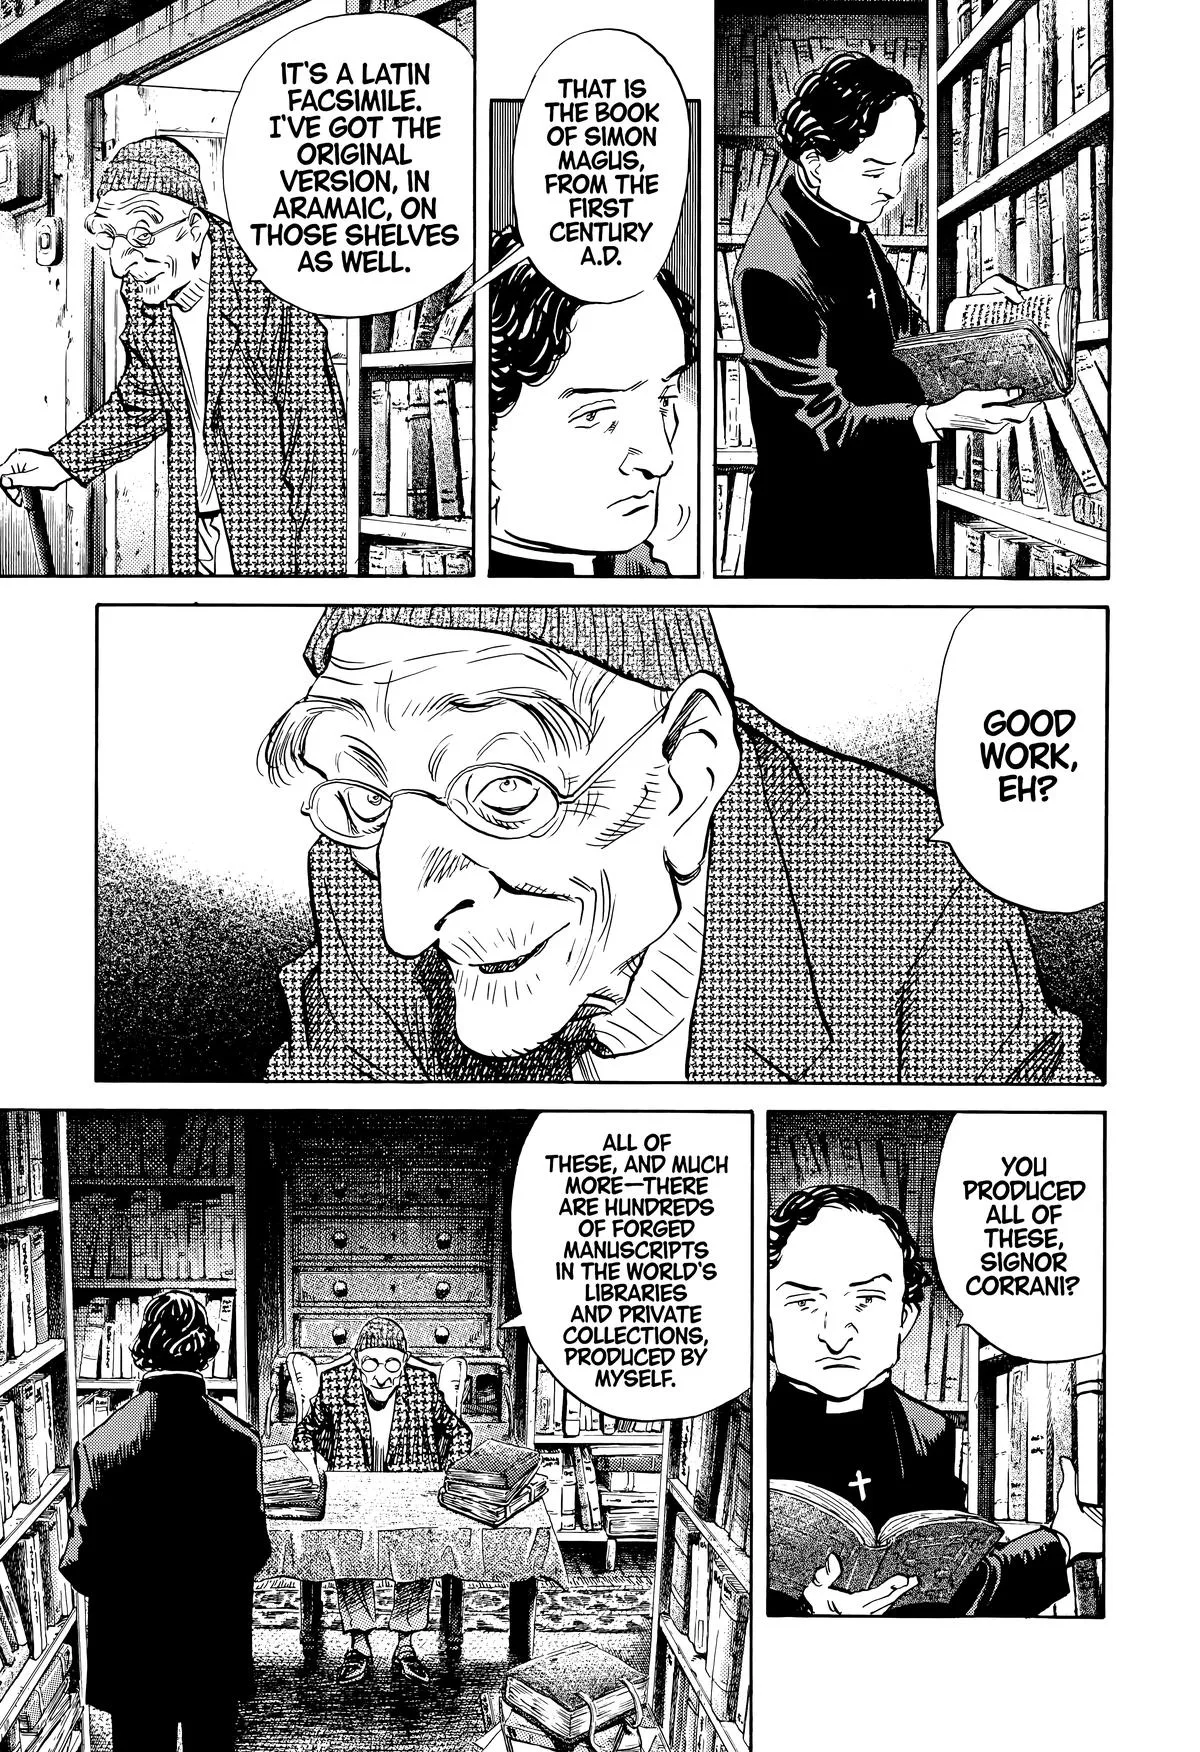 THAT IS
THE BOOK
OF SIMON
MAGUS,
FROM THE
FIRST
CENTURY
A.D.
IT'S A LATIN
FACSIMILE.
I'VE GOT THE
ORIGINAL
VERSION, IN
ARAMAIC, ON
THOSE SHELVES
AS WELL.
GOOD
WORK,
EH?
YOU
PRODUCED
ALL OF
THESE,
SIGNOR
CORRANI?
ALL OF
THESE, AND MUCH
MORE—THERE
ARE HUNDREDS
OF FORGED
MANUSCRIPTS
IN THE WORLD'S
LIBRARIES
AND PRIVATE
COLLECTIONS,
PRODUCED BY
MYSELF.